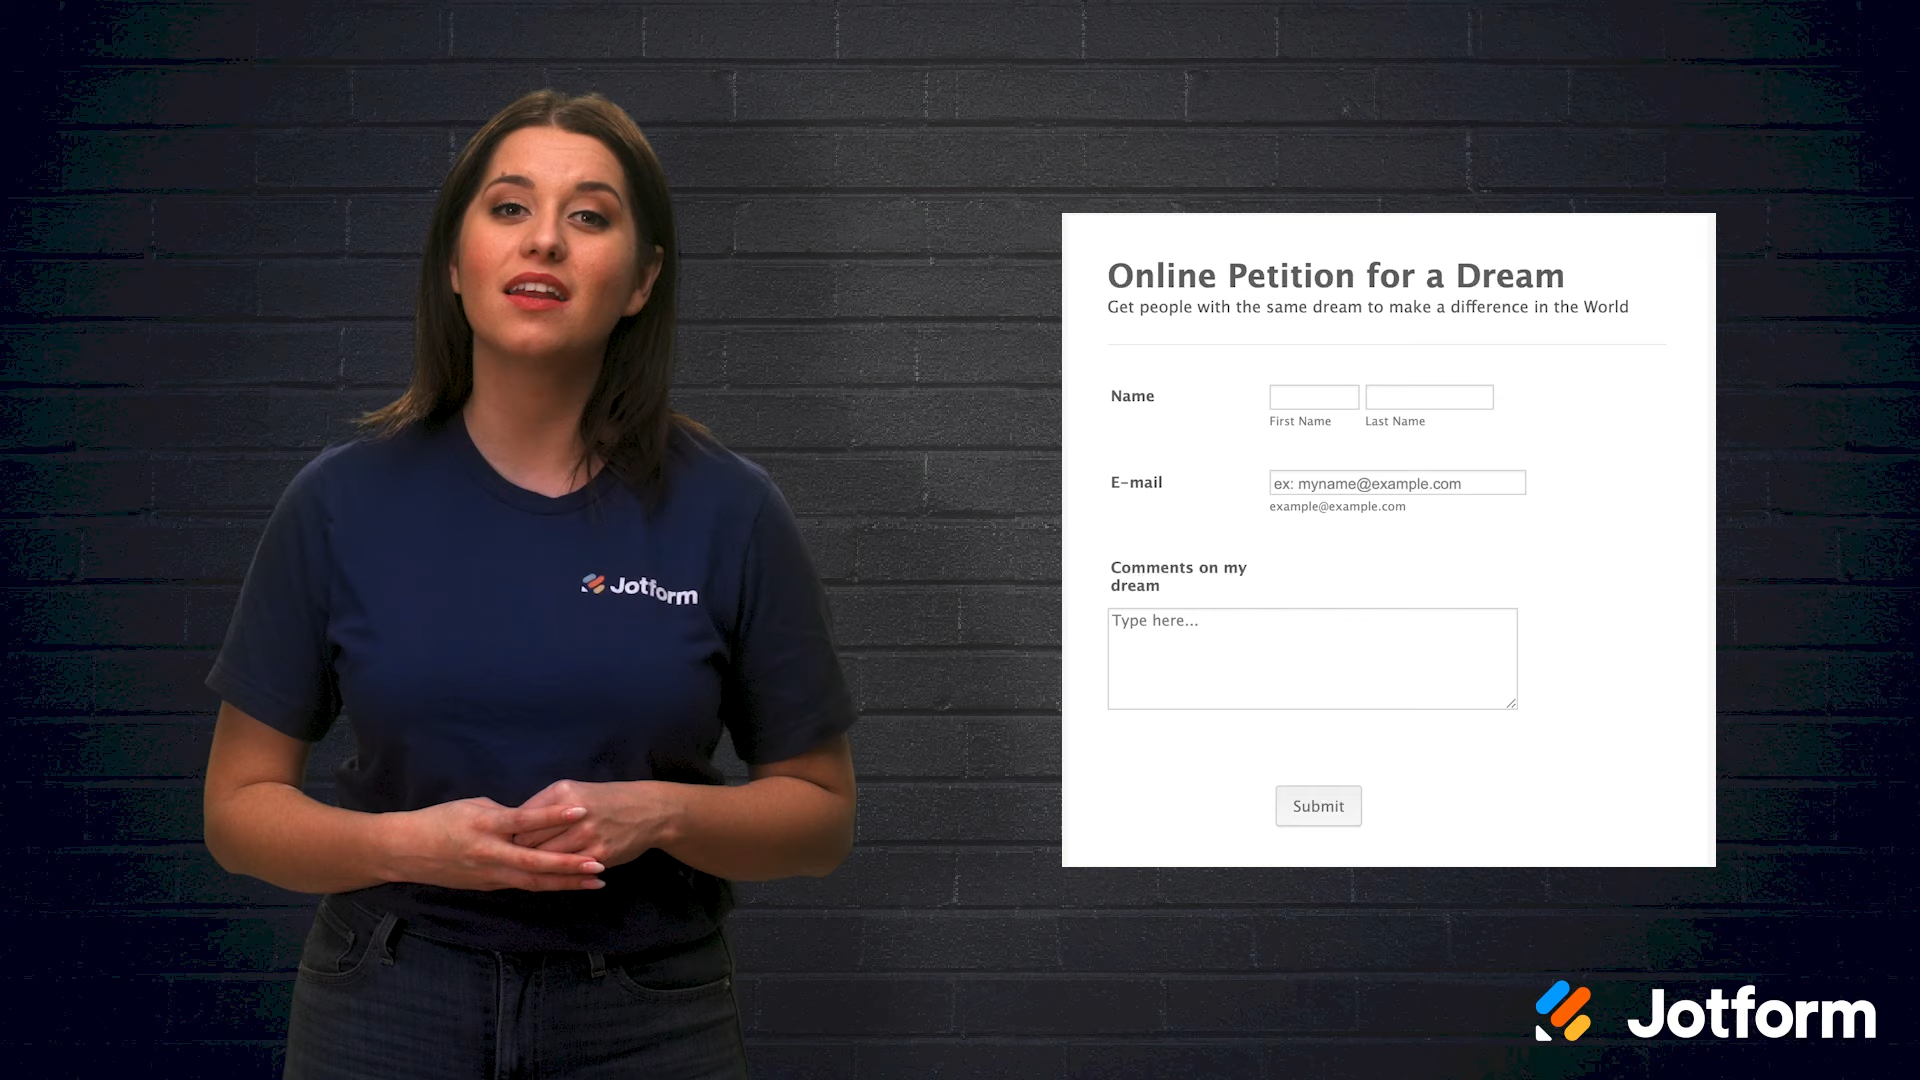 Jotform
Online Petition for a Dream
Get people with the same dream to make a difference in the World
Name
First Name
Last Name
E-mail
ex: myname@example.com
example@example.com
Comments on my
dream
Type here...
Submit
Jotform